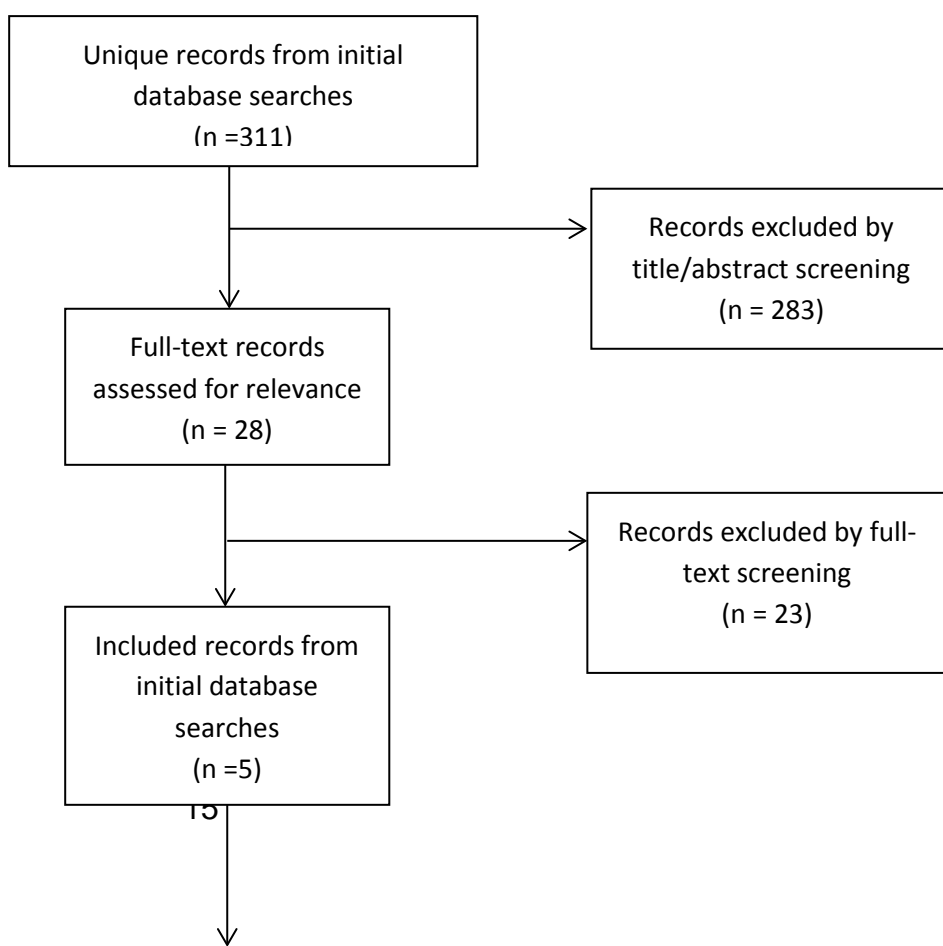 Unique records from initial
database searches
(n =311)
Records excluded by
title/abstract screening
(n = 283)
Full-text records
assessed for relevance
(n = 28)
Records excluded by full-
text screening
(n = 23)
Included records from
initial database
searches
(n =5)
15